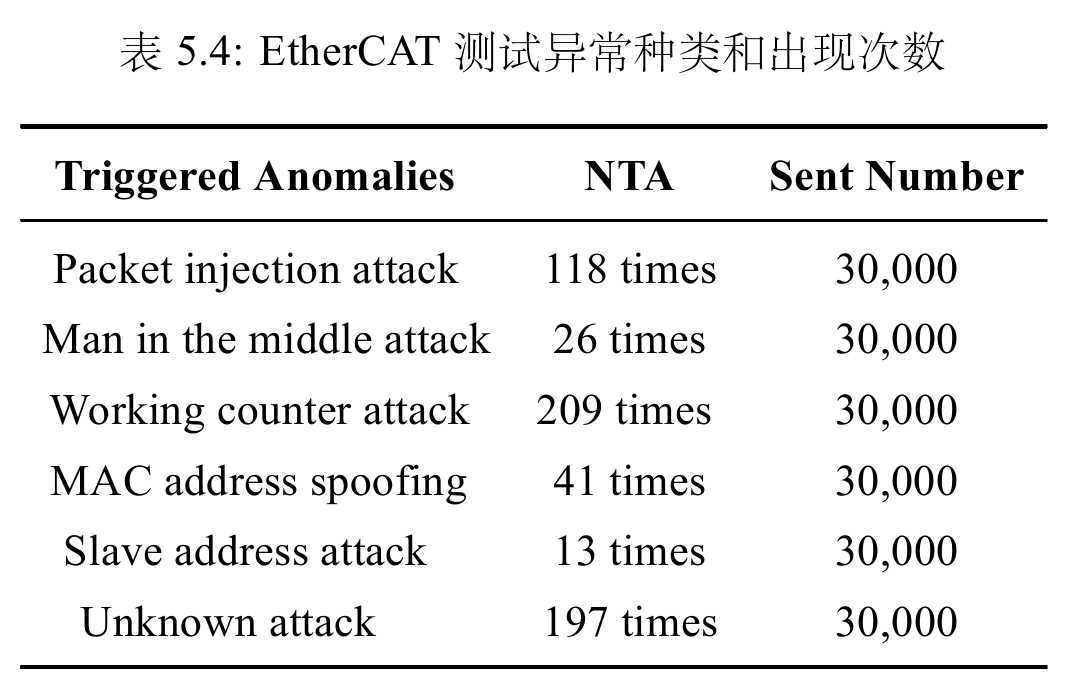 表 5.4: EtherCAT 测试异常种类和出现次数
Triggered Anomalies NTA Sent Number
Packet injection attack 118 times 30,000
Man in the middle attack 26 times 30,000
Working counter attack 209 times 30,000
MAC address spoofing 41 times 30,000
Slave address attack 13 times 30,000
Unknown attack 197 times 30,000